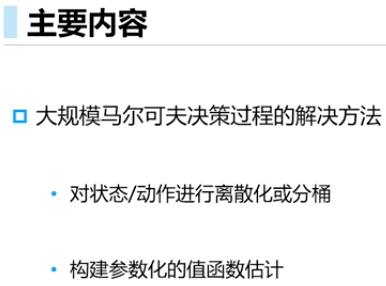 主要内容
大规模马尔可夫决策过程的解决方法
对状态/动作进行离散化或分桶
构建参数化的值函数估计